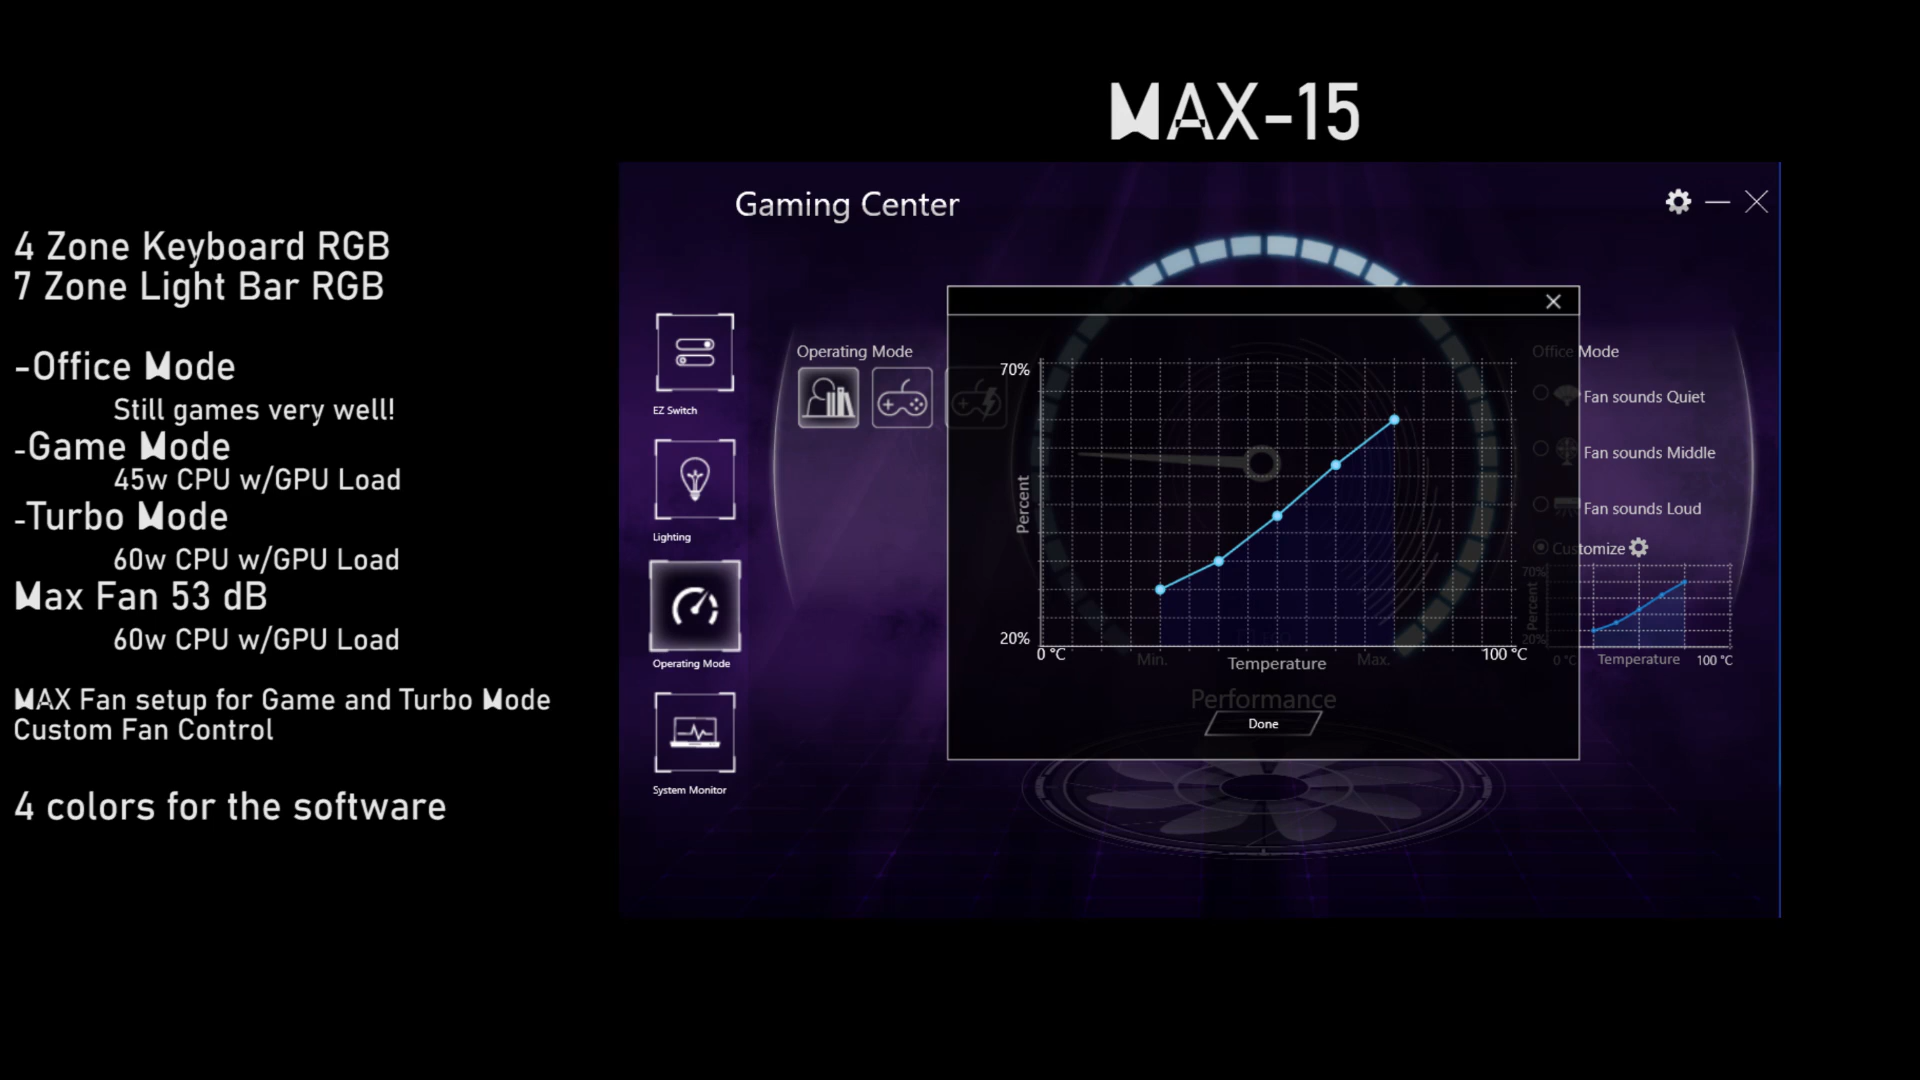 MAX-15
4 Zone Keyboard RGB
7 Zone Light Bar RGB
-Office Mode
Still games very well!
-Game Mode
45w CPU w/GPU Load
-Turbo Mode
60w CPU w/GPU Load
Max Fan 53 dB
60w CPU w/GPU Load
MAX Fan setup for Game and Turbo Mode
Custom Fan Control
4 colors for the software
Gaming Center
EZ Switch
Lighting
Operating Mode
System Monitor
Operating Mode
70%
Percent
20%
0 °C
Min.
Temperature
Max.
100 °C
Performance
Done
Office Mode
Fan sounds Quiet
Fan sounds Middle
Fan sounds Loud
Customize
70%
Percent
20%
0 °C
Temperature
100 °C